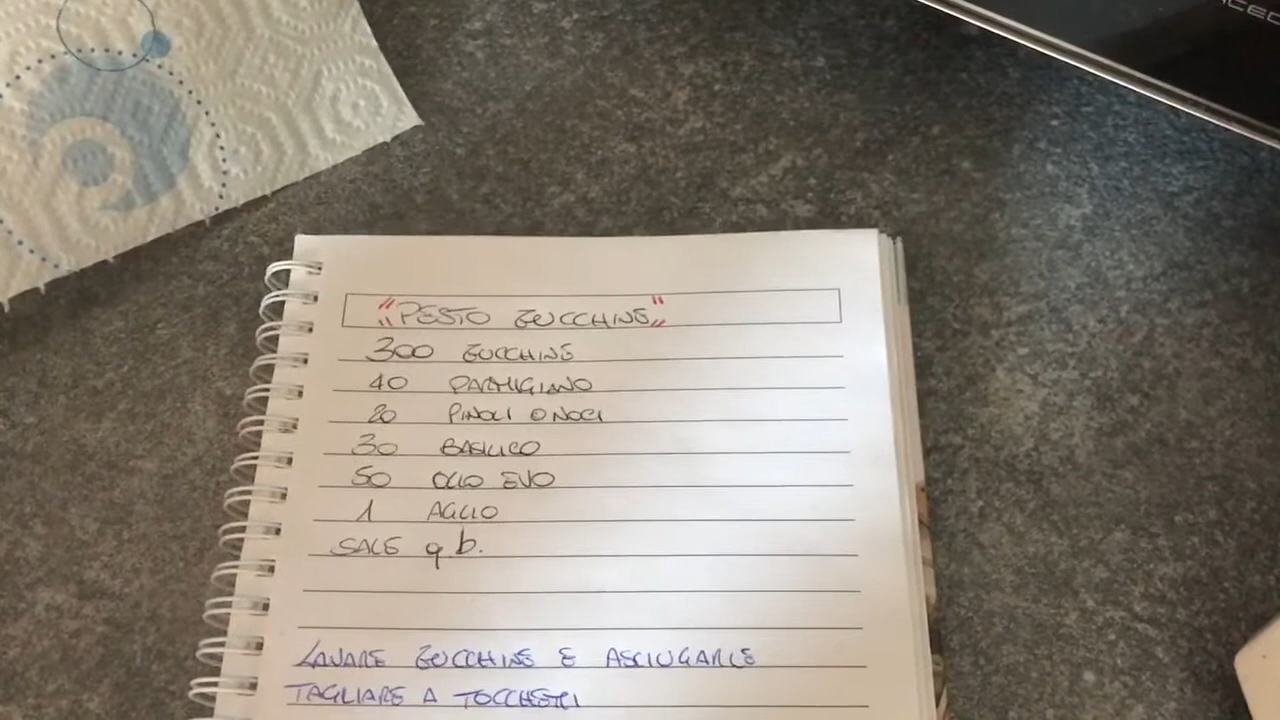 "PESTO ZUCCHINE"
300 ZUCCHINE
40 PARMIGIANO
20 PINOLI O NOCI
30 BASILICO
50 OLIO EVO
1 AGLIO
SALE q.b.
LAVARE ZUCCHINE E ASCIUGARLE
TAGLIARE A TOCCHETTI